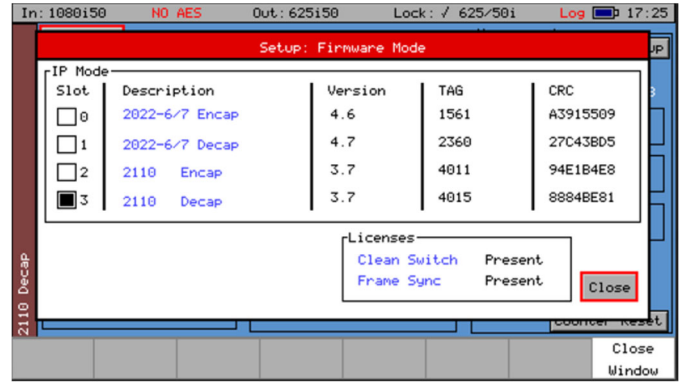 In: 1080i50 NO AES Out: 625i50 Lock: √ 625/50i Log 17:25
Setup: Firmware Mode
UP
IP Mode
Slot Description Version TAG CRC
0 2022-6/7 Encap 4.6 1561 A3915509
1 2022-6/7 Decap 4.7 2360 27C43BD5
2 2110 Encap 3.7 4011 94E1B4E8
3 2110 Decap 3.7 4015 8884BE81
Licenses
Clean Switch Present
Frame Sync Present
Close
2110 Decap
Counter Reset
Close
Window